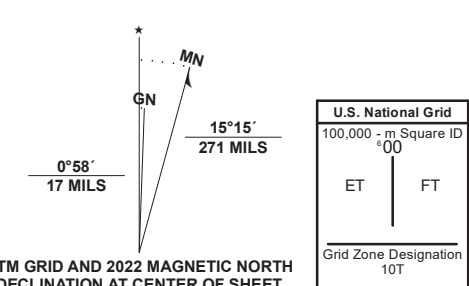 ★
MN
GN
15°15´
271 MILS
0°58´
17 MILS
TM GRID AND 2022 MAGNETIC NORTH
DECLINATION AT CENTER OF SHEET
U.S. National Grid
100,000 - m Square ID
⁶00
ET FT
Grid Zone Designation
10T